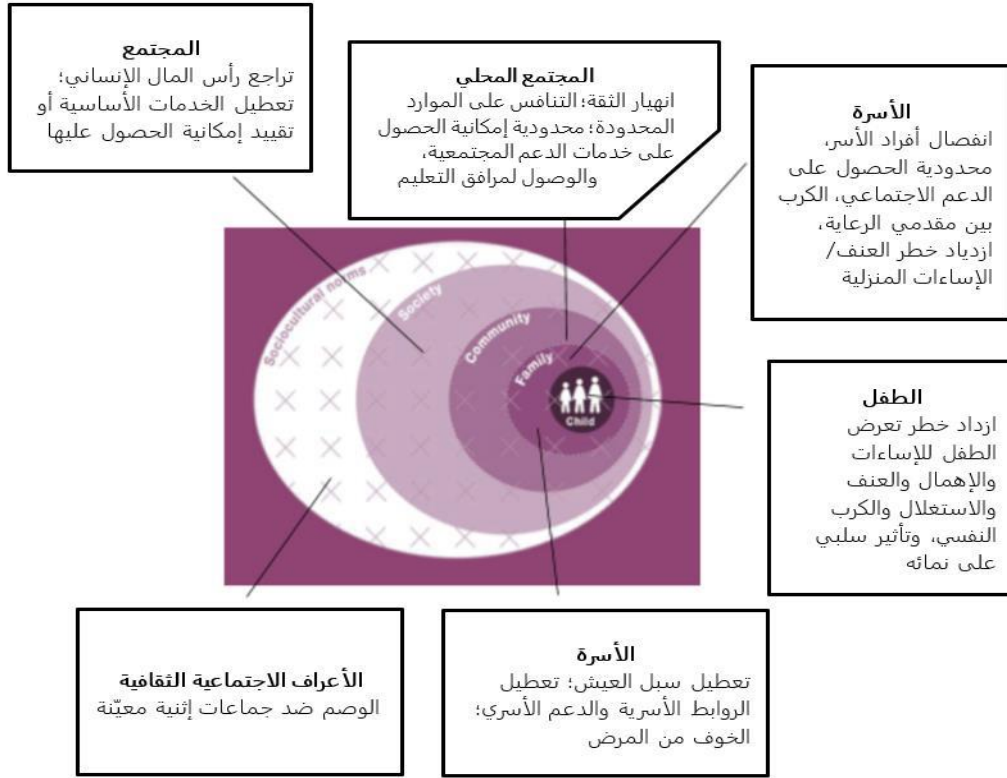 المجتمع
تراجع رأس المال الإنساني؛
تعطيل الخدمات الأساسية أو
تقييد إمكانية الحصول عليها
المجتمع المحلي
انهيار الثقة؛ التنافس على الموارد
المحدودة؛ محدودية إمكانية الحصول
على خدمات الدعم المجتمعية،
والوصول لمرافق التعليم
الأسرة
انفصال أفراد الأسر،
محدودية الحصول على
الدعم الاجتماعي، الكرب
بين مقدمي الرعاية،
ازدياد خطر العنف/
الإساءات المنزلية
Sociocultural norms
Society
Community
Family
Child
الطفل
ازداد خطر تعرض
الطفل للإساءات
والإهمال والعنف
والاستغلال والكرب
النفسي، وتأثير سلبي
على نمائه
الأعراف الاجتماعية الثقافية
الوصم ضد جماعات إثنية معيّنة
الأسرة
تعطيل سبل العيش؛ تعطيل
الروابط الأسرية والدعم الأسري؛
الخوف من المرض